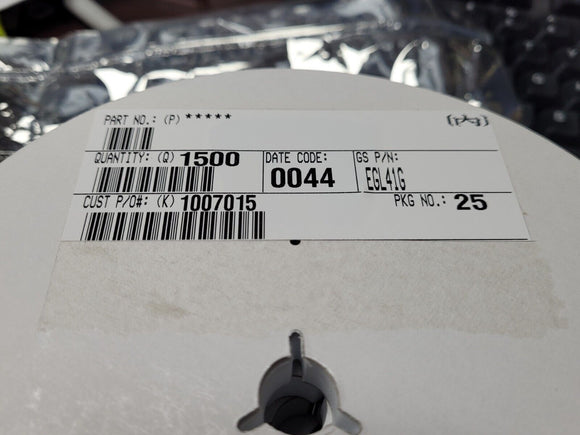 PART NO.: (P) *****
QUANTITY: (Q) 1500
DATE CODE:
0044
GS P/N:
EGL41G
CUST P/O#: (K) 1007015
PKG NO.: 25